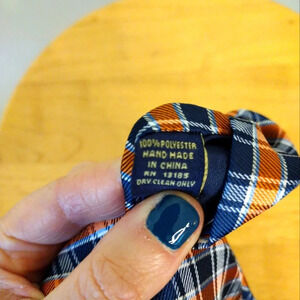 100% POLYESTER
HAND MADE
IN CHINA
RN 13185
DRY CLEAN ONLY